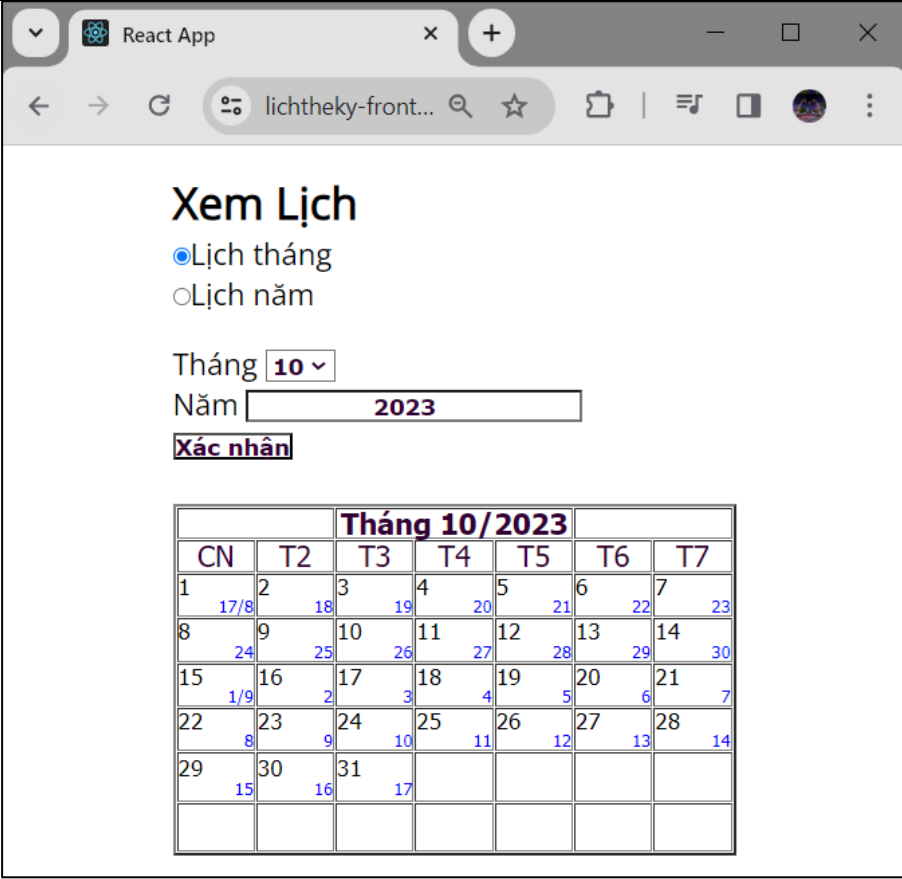 React App
lichtheky-front...
Xem Lịch
Lịch tháng
Lịch năm
Tháng 10
Năm 2023
Xác nhân
Tháng 10/2023
CN T2 T3 T4 T5 T6 T7
1 17/8 2 18 3 19 4 20 5 21 6 22 7 23
8 24 9 25 10 26 11 27 12 28 13 29 14 30
15 1/9 16 2 17 3 18 4 19 5 20 6 21 7
22 8 23 9 24 10 25 11 26 12 27 13 28 14
29 15 30 16 31 17